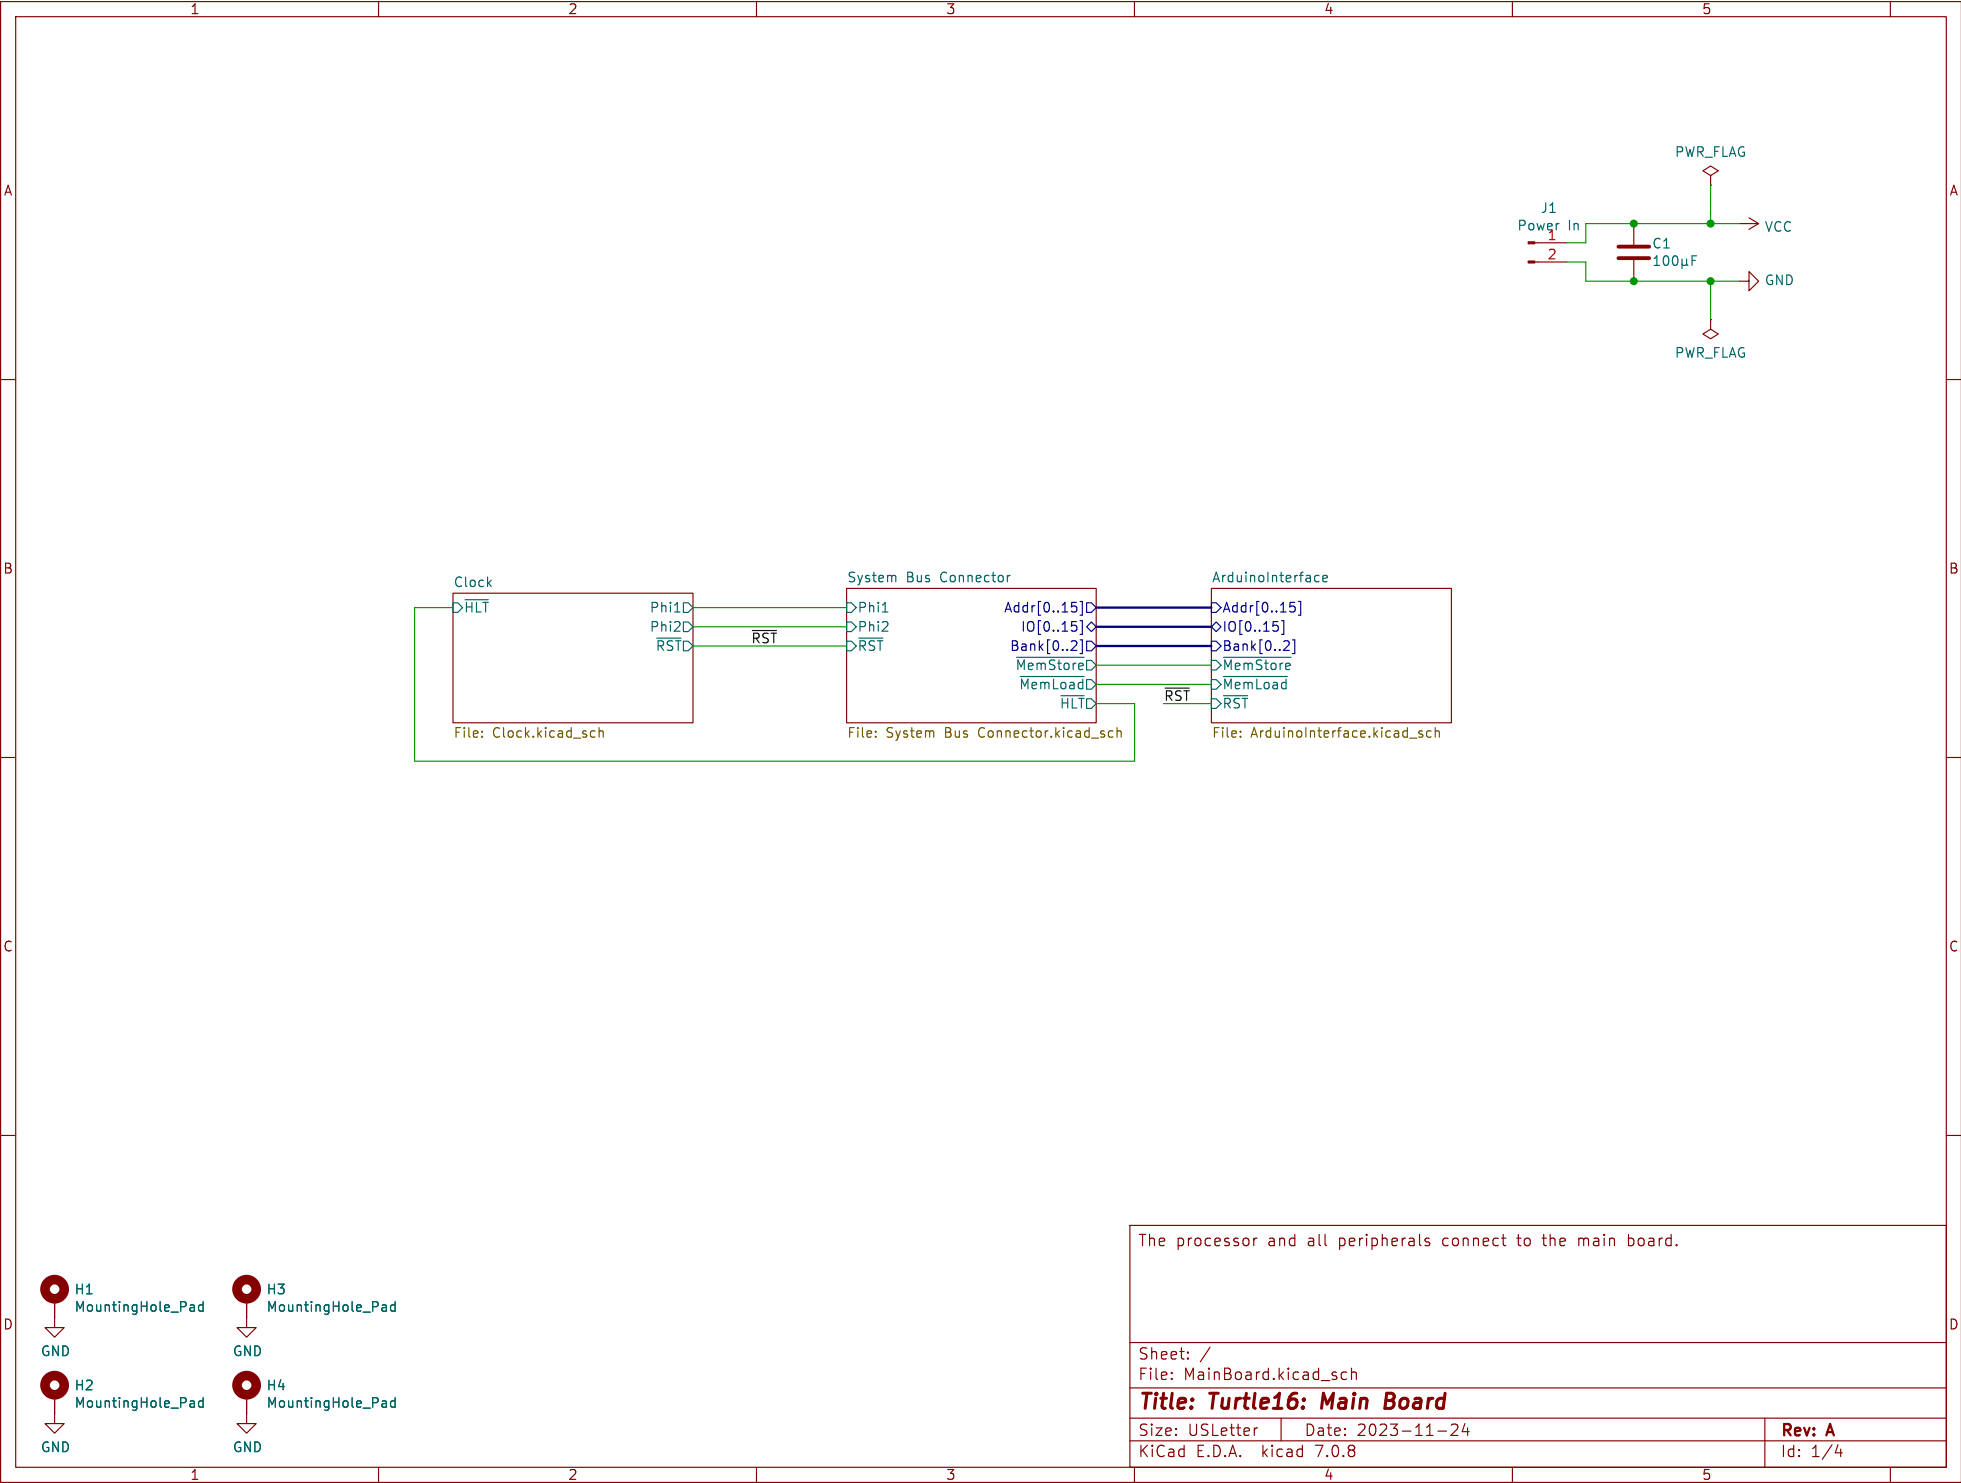 1 2 3 4 5
A A
B B
C C
D D
PWR_FLAG
J1
Power In
1
2
C1
100µF
VCC
GND
PWR_FLAG
Clock
HLT
Phi1
Phi2
RST
File: Clock.kicad_sch
RST
System Bus Connector
Phi1
Phi2
RST
Addr[0..15]
IO[0..15]
Bank[0..2]
MemStore
MemLoad
HLT
File: System Bus Connector.kicad_sch
RST
ArduinoInterface
Addr[0..15]
IO[0..15]
Bank[0..2]
MemStore
MemLoad
RST
File: ArduinoInterface.kicad_sch
H1
MountingHole_Pad
GND
H3
MountingHole_Pad
GND
H2
MountingHole_Pad
GND
H4
MountingHole_Pad
GND
The processor and all peripherals connect to the main board.
Sheet: /
File: MainBoard.kicad_sch
Title: Turtle16: Main Board
Size: USLetter Date: 2023-11-24 Rev: A
KiCad E.D.A. kicad 7.0.8 Id: 1/4
1 2 3 4 5